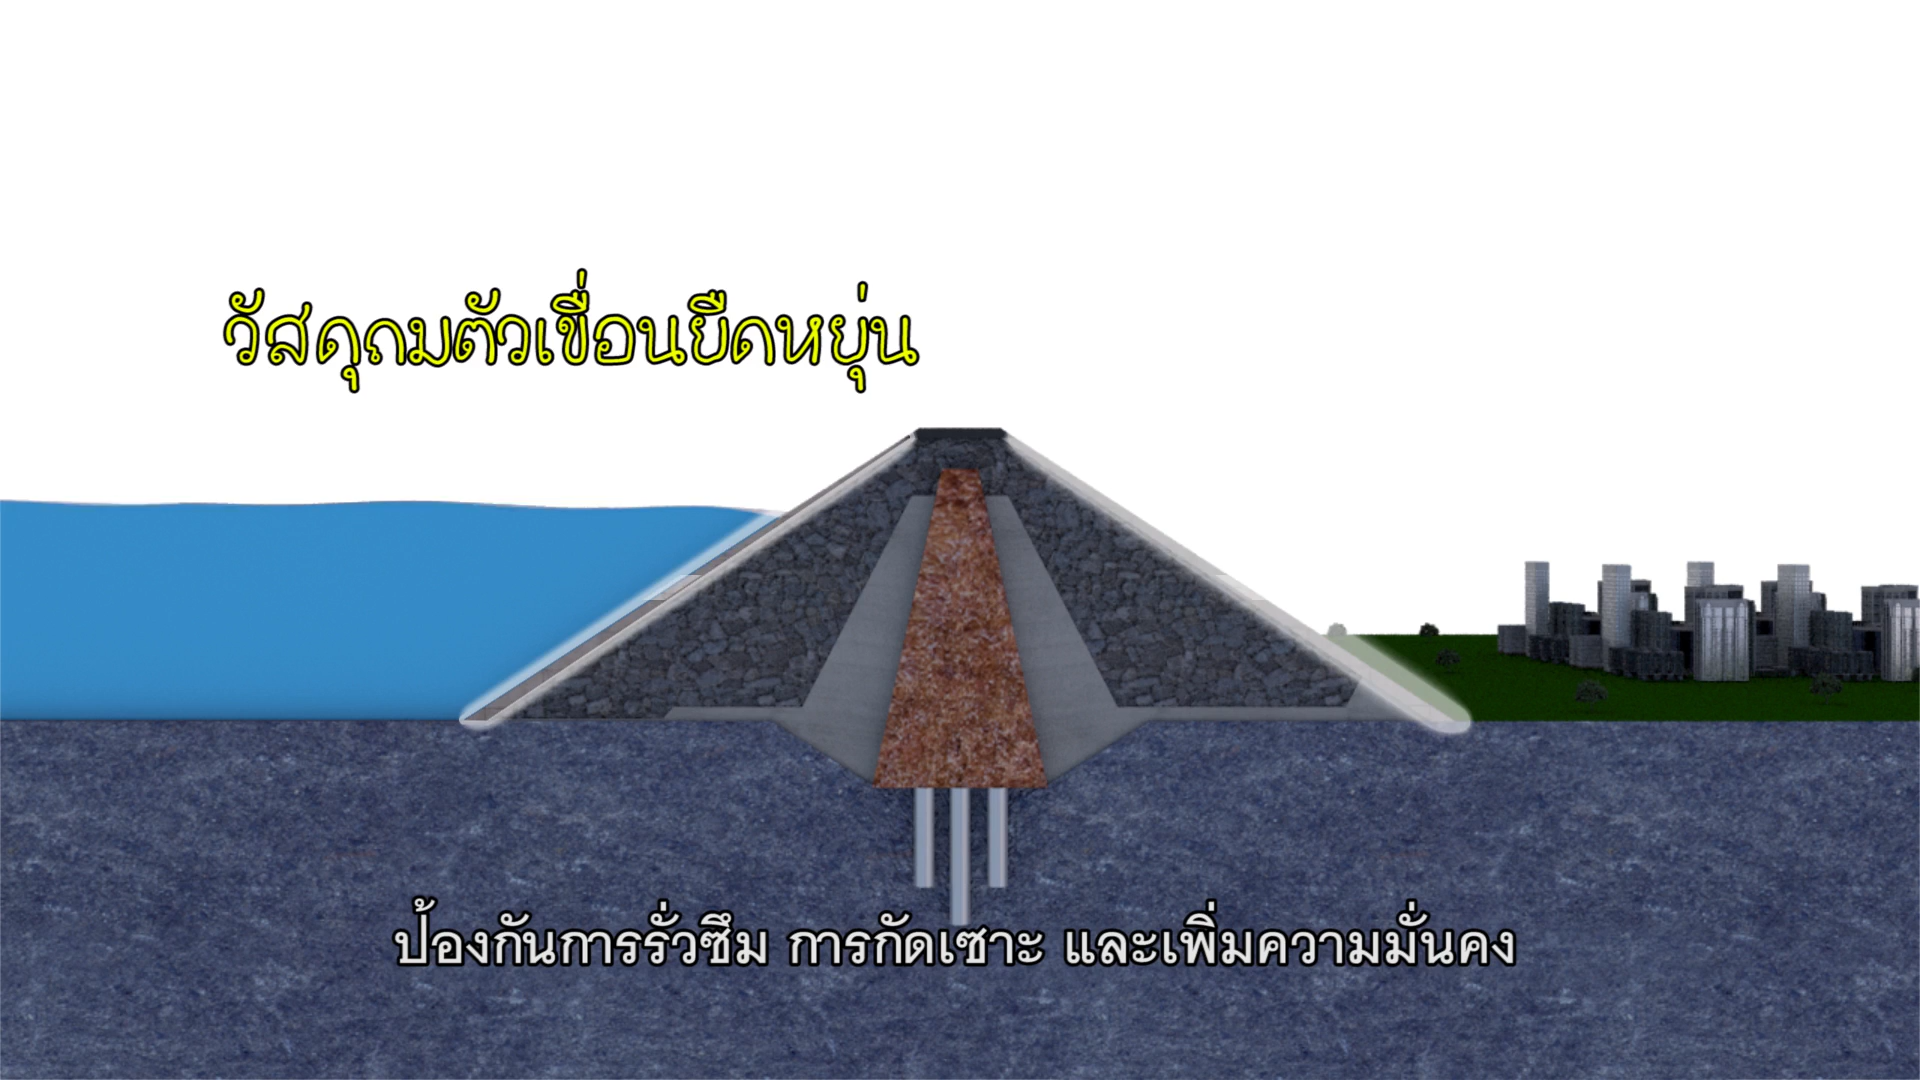 วัสดุถมตัวเขื่อนยืดหยุ่น
ป้องกันการรั่วซึม การกัดเซาะ และเพิ่มความมั่นคง